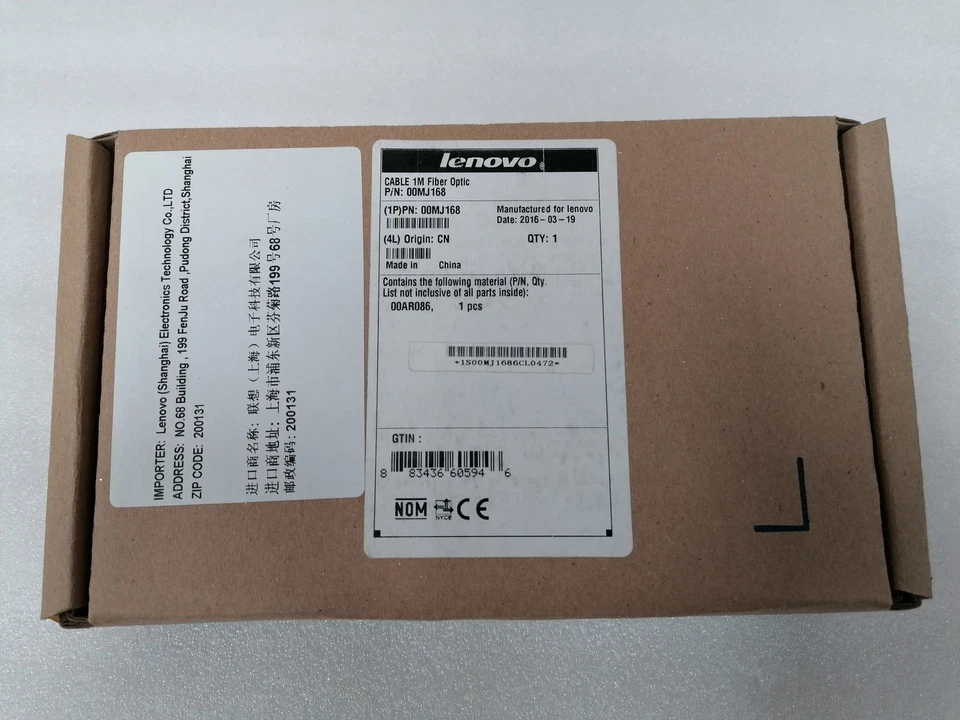 IMPORTER: Lenovo (Shanghai) Electronics Technology Co.,LTD
ADDRESS: NO.68 Building , 199 FenJu Road ,Pudong District,Shanghai
ZIP CODE: 200131
进口商名称: 联想（上海）电子科技有限公司
进口商地址: 上海市浦东新区芬菊路199号68号厂房
邮政编码: 200131
lenovo®
CABLE 1M Fiber Optic
P/N: 00MJ168
(1P)PN: 00MJ168
Manufactured for lenovo
Date: 2016-03-19
(4L) Origin: CN
QTY: 1
Made in China
Contains the following material (P/N, Qty.
List not inclusive of all parts inside):
00AR086, 1 pcs
*1S00MJ1686CL0472*
GTIN :
8 83436 60594 6
NOM NYCE CE